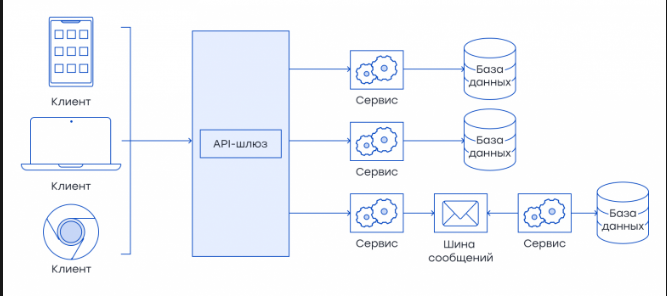 Клиент
Клиент
Клиент
API-шлюз
Сервис
База
данных
Сервис
База
данных
Сервис
Шина
сообщений
Сервис
База
данных